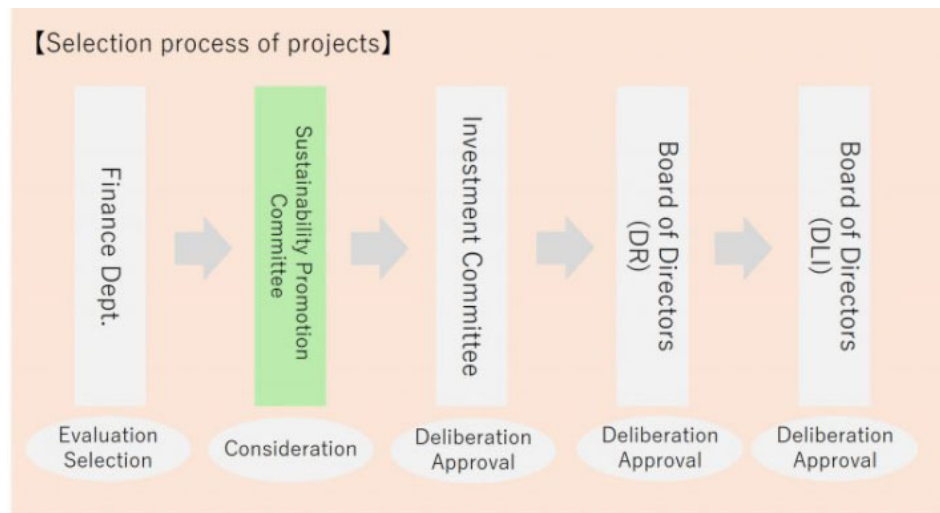 【Selection process of projects】
Finance Dept.
Sustainability Promotion
Committee
Investment Committee
Board of Directors
(DR)
Board of Directors
(DLI)
Evaluation
Selection
Consideration
Deliberation
Approval
Deliberation
Approval
Deliberation
Approval